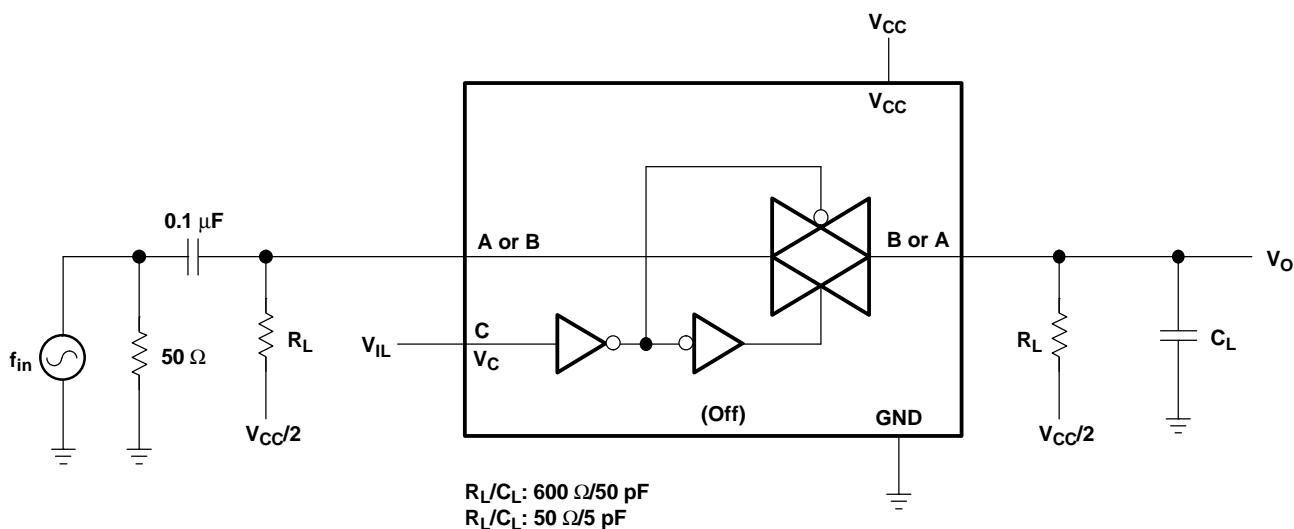 VCC
VCC
0.1 μF
A or B
B or A
VO
fin
50 Ω
RL
VCC/2
VIL
C
VC
(Off)
GND
RL
VCC/2
CL
RL/CL: 600 Ω/50 pF
RL/CL: 50 Ω/5 pF